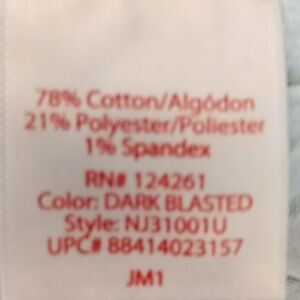 78% Cotton/Algódon
21% Polyester/Poliester
1% Spandex
RN# 124261
Color: DARK BLASTED
Style: NJ31001U
UPC# 88414023157
JM1